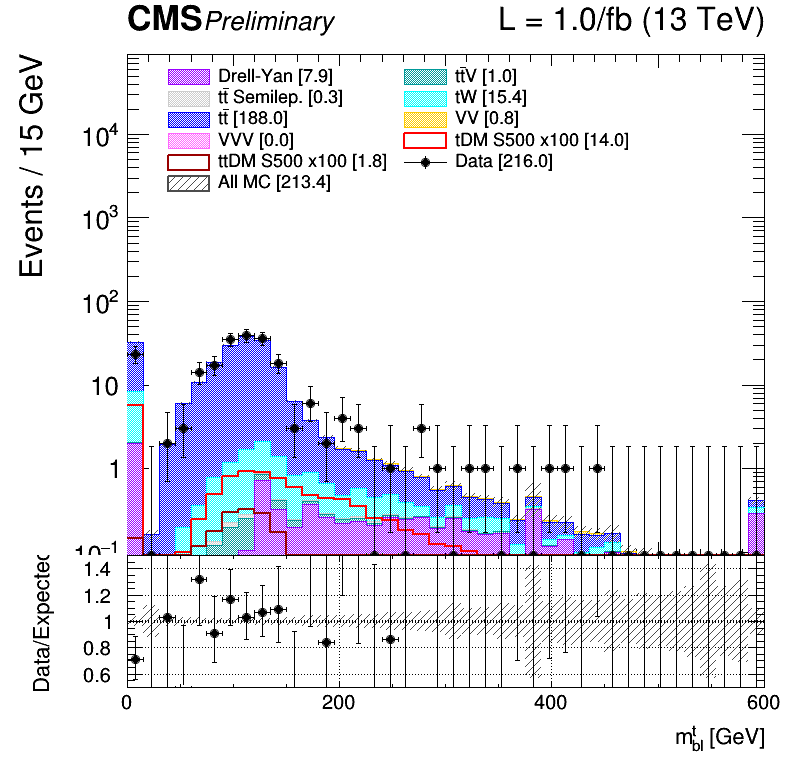 CMS Preliminary L = 1.0/fb (13 TeV)
Events / 15 GeV
Drell-Yan [7.9] tt̄V [1.0]
tt̄ Semilep. [0.3] tW [15.4]
tt̄ [188.0] VV [0.8]
VVV [0.0] tDM S500 x100 [14.0]
ttDM S500 x100 [1.8] Data [216.0]
All MC [213.4]
10⁴
10³
10²
10
1
10⁻¹
Data/Expected
1.4
1.2
1
0.8
0.6
0 200 400 600
m_bl^t [GeV]